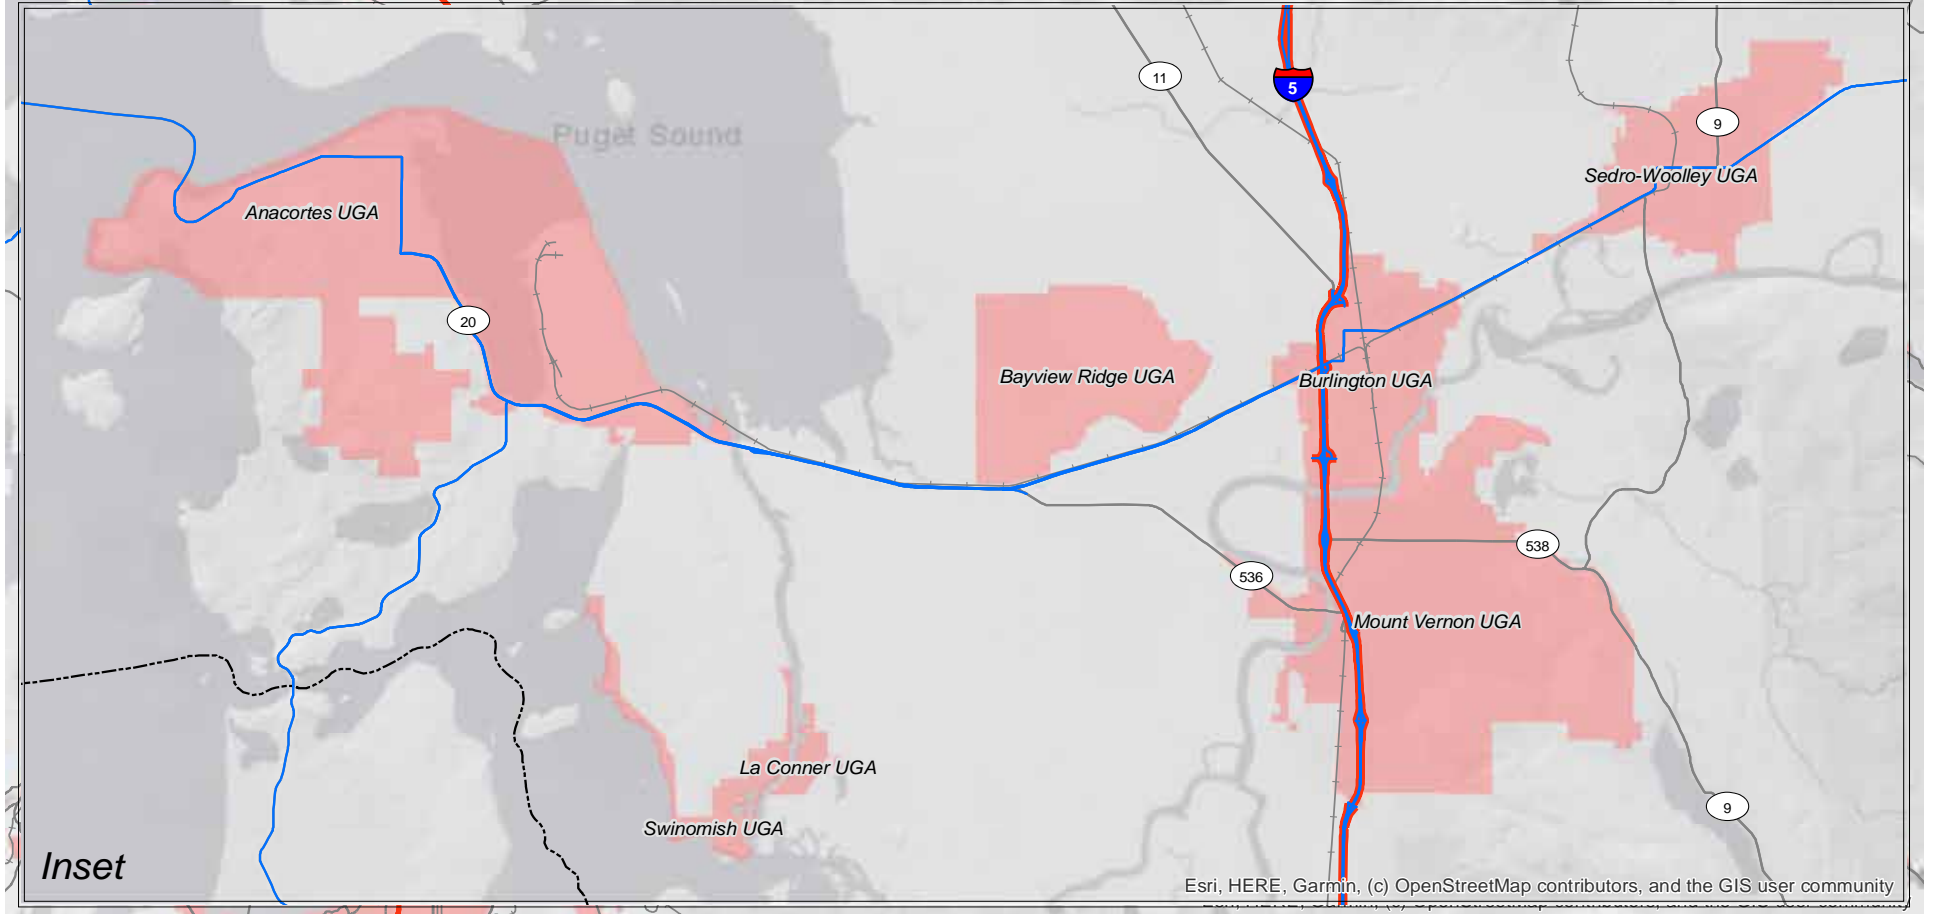 11
5
9
Puget Sound
Sedro-Woolley UGA
Anacortes UGA
20
Bayview Ridge UGA
Burlington UGA
538
536
Mount Vernon UGA
La Conner UGA
9
Swinomish UGA
Inset
Esri, HERE, Garmin, (c) OpenStreetMap contributors, and the GIS user community